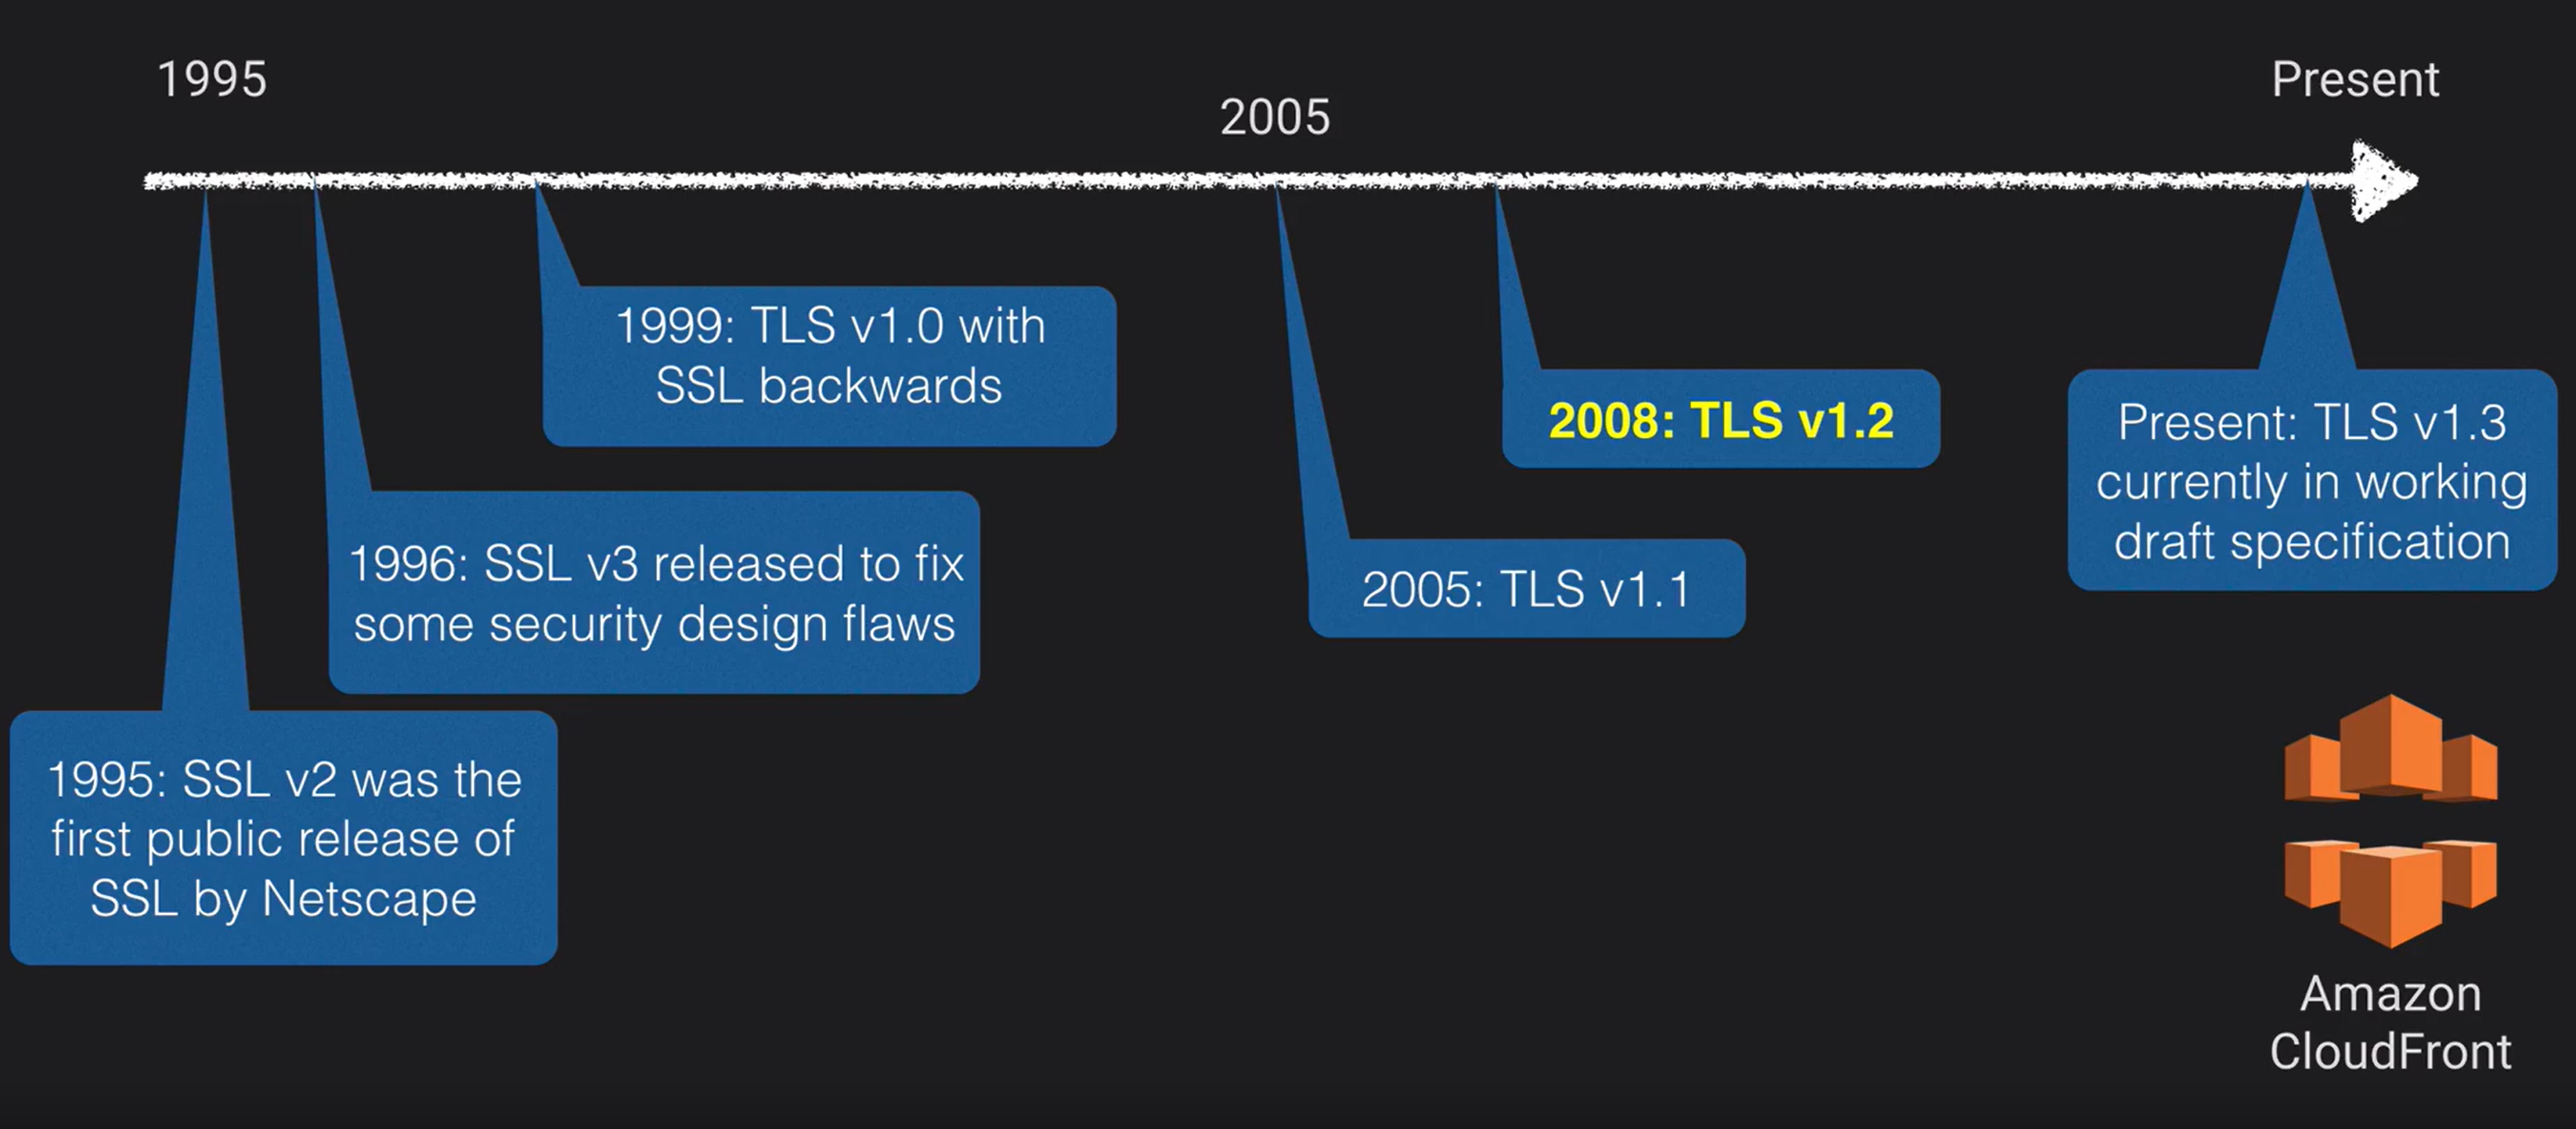 1995
2005
Present
1999: TLS v1.0 with
SSL backwards
2008: TLS v1.2
Present: TLS v1.3
currently in working
draft specification
1996: SSL v3 released to fix
some security design flaws
2005: TLS v1.1
1995: SSL v2 was the
first public release of
SSL by Netscape
Amazon
CloudFront